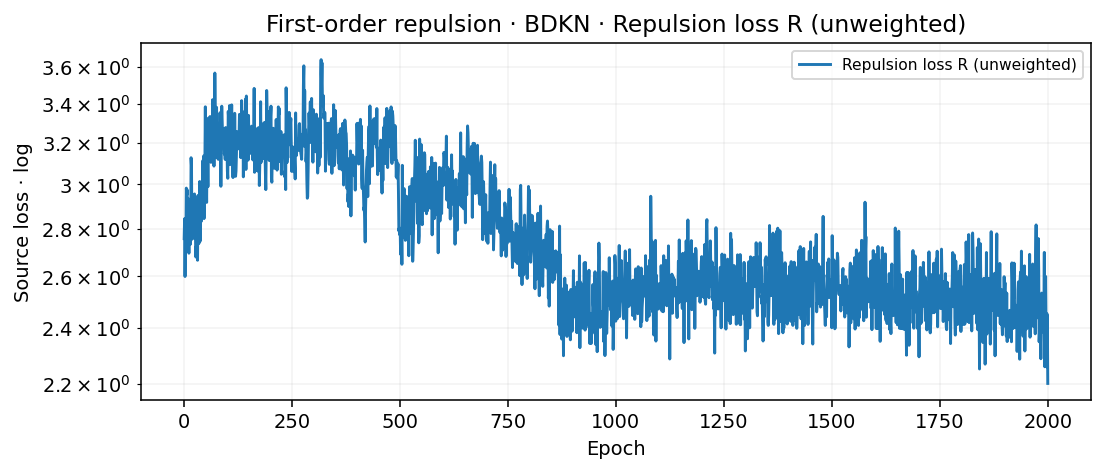 First-order repulsion · BDKN · Repulsion loss R (unweighted)
Repulsion loss R (unweighted)
Source loss · log
3.6 × 10⁰
3.4 × 10⁰
3.2 × 10⁰
3 × 10⁰
2.8 × 10⁰
2.6 × 10⁰
2.4 × 10⁰
2.2 × 10⁰
0 250 500 750 1000 1250 1500 1750 2000
Epoch